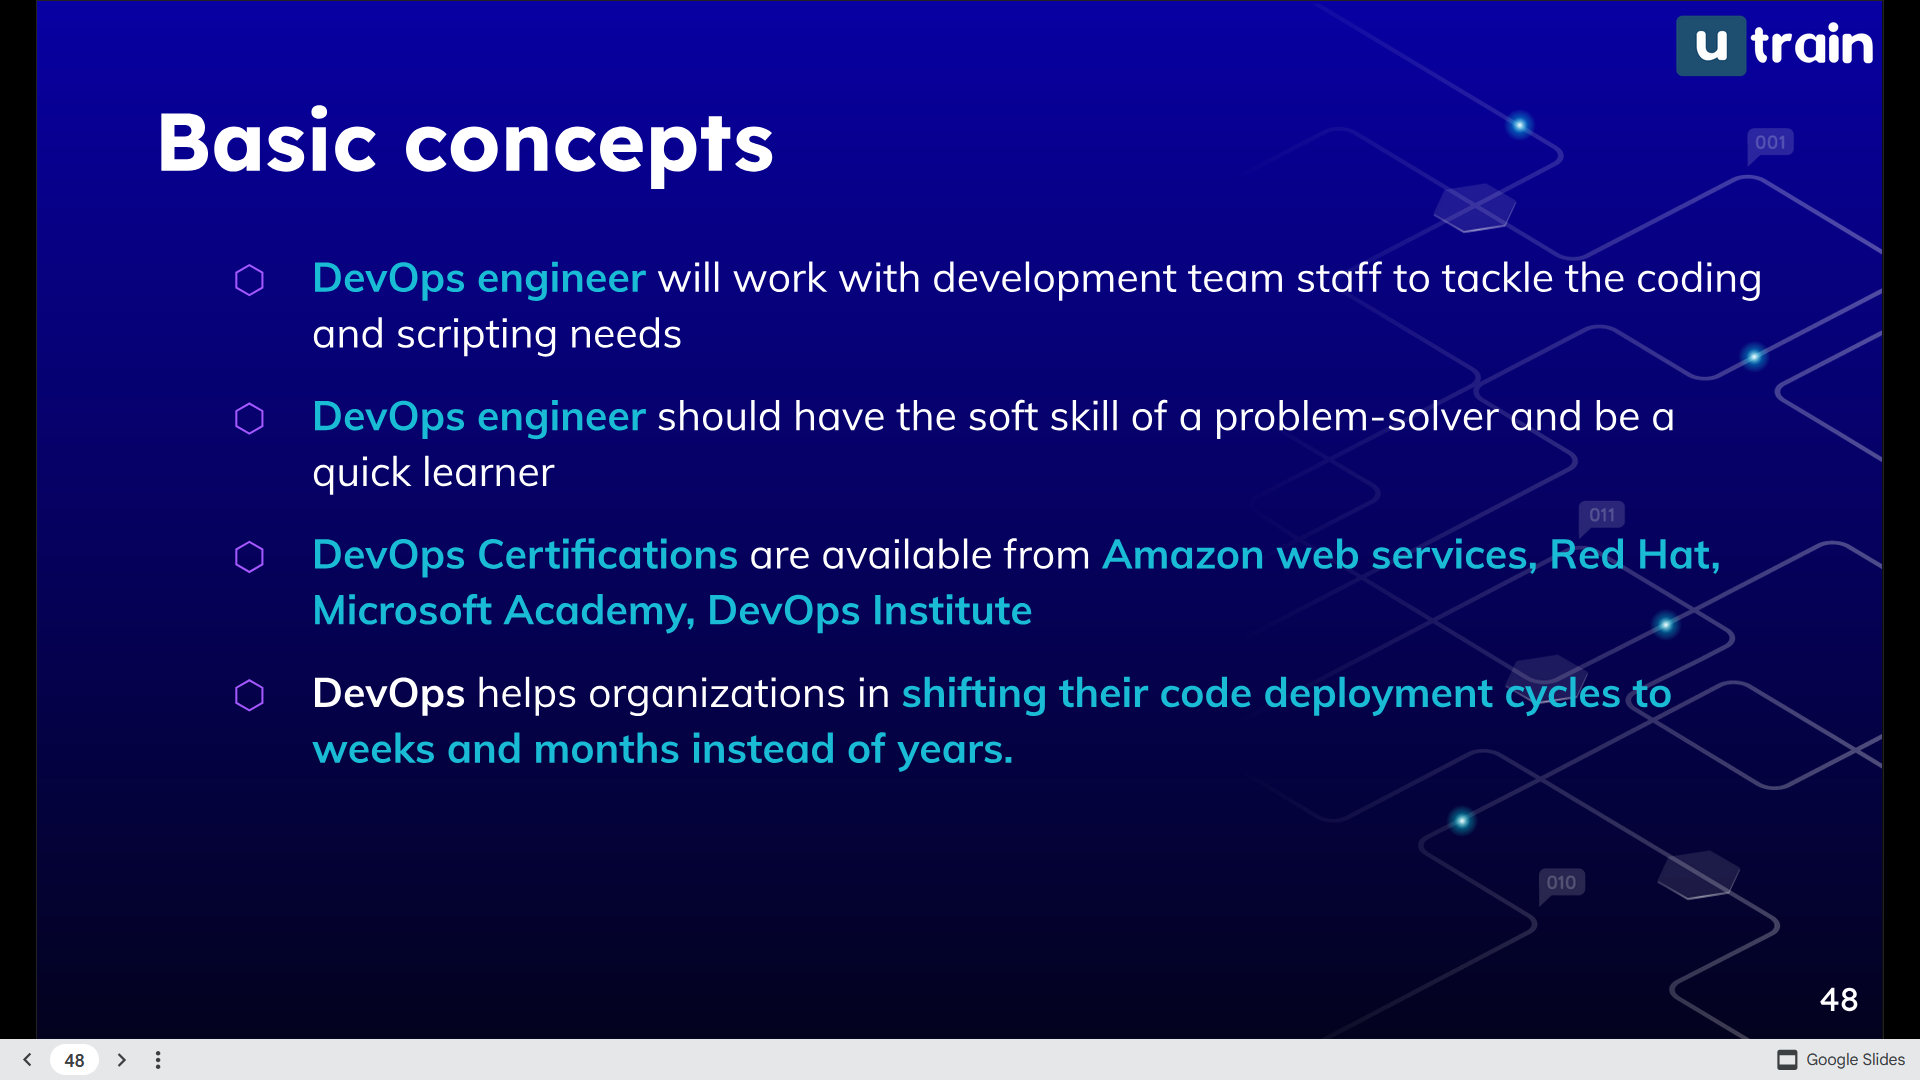 u train
Basic concepts
001
DevOps engineer will work with development team staff to tackle the coding
and scripting needs
DevOps engineer should have the soft skill of a problem-solver and be a
quick learner
011
DevOps Certifications are available from Amazon web services, Red Hat,
Microsoft Academy, DevOps Institute
DevOps helps organizations in shifting their code deployment cycles to
weeks and months instead of years.
010
48
48
Google Slides